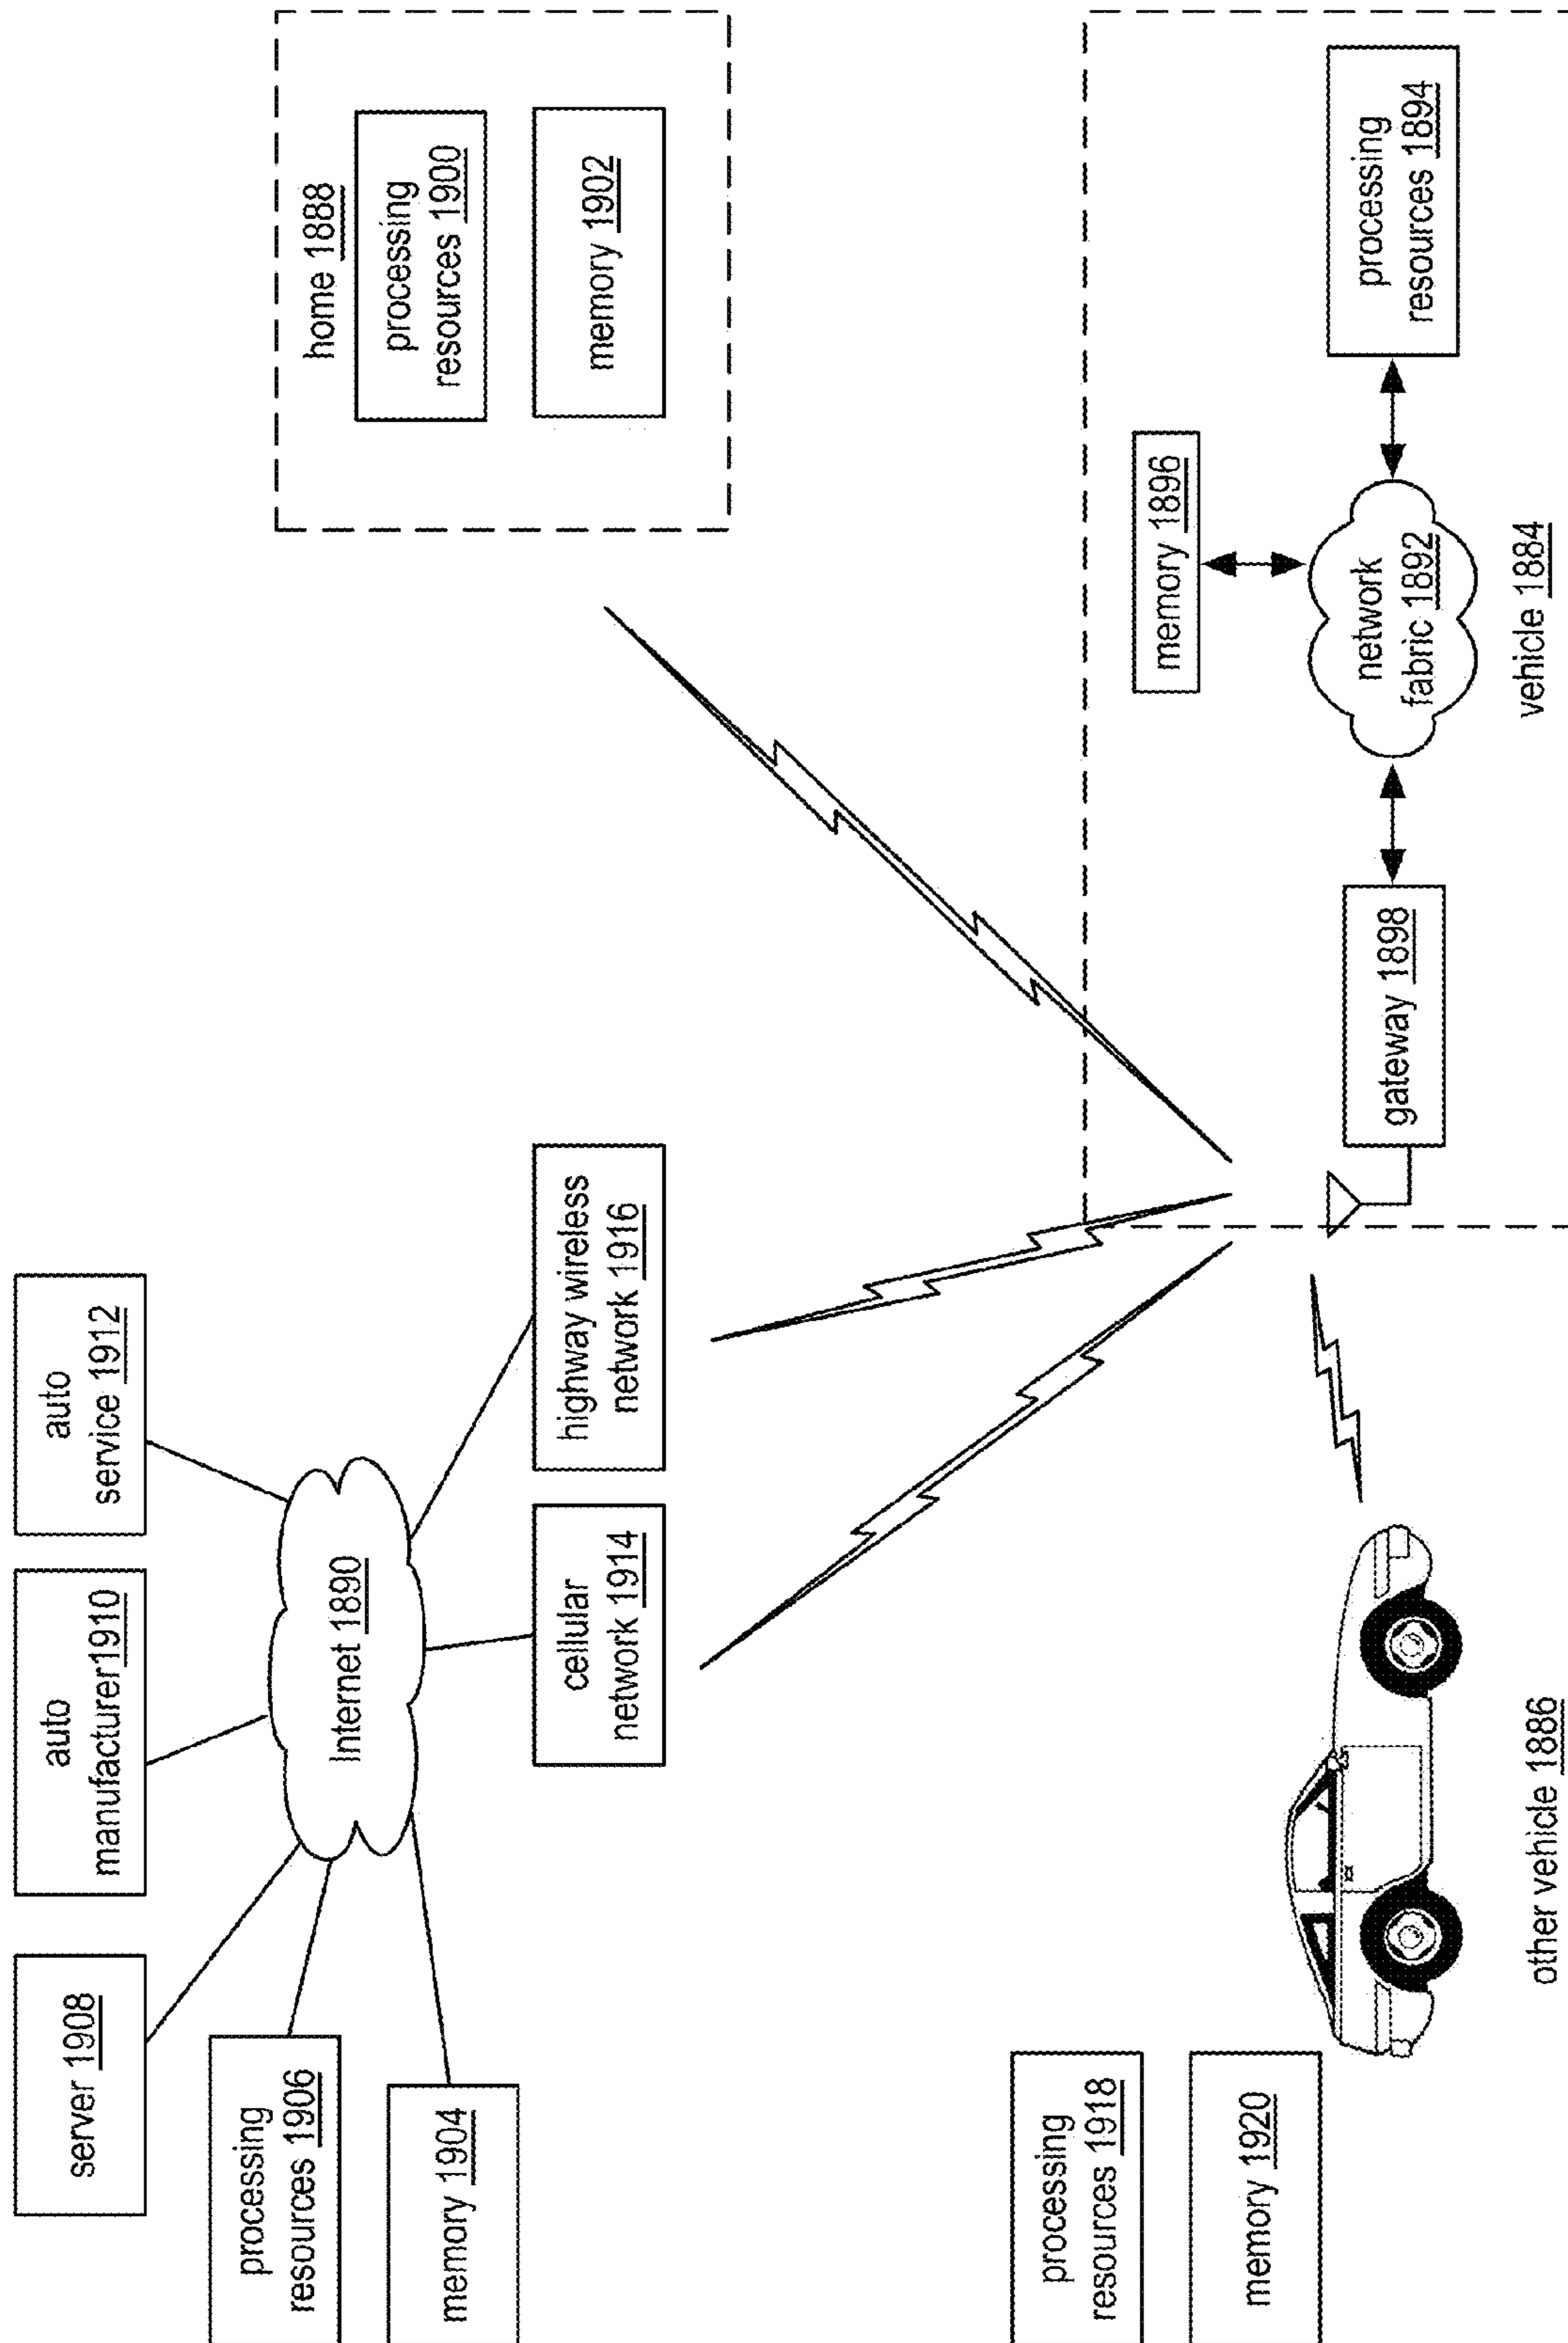 server 1908
auto
manufacturer1910
auto
service 1912
processing
resources 1906
Internet 1890
home 1888
processing
resources 1900
memory 1904
cellular
network 1914
highway wireless
network 1916
memory 1902
processing
resources 1918
memory 1920
memory 1896
gateway 1898
network
fabric 1892
processing
resources 1894
other vehicle 1886
vehicle 1884